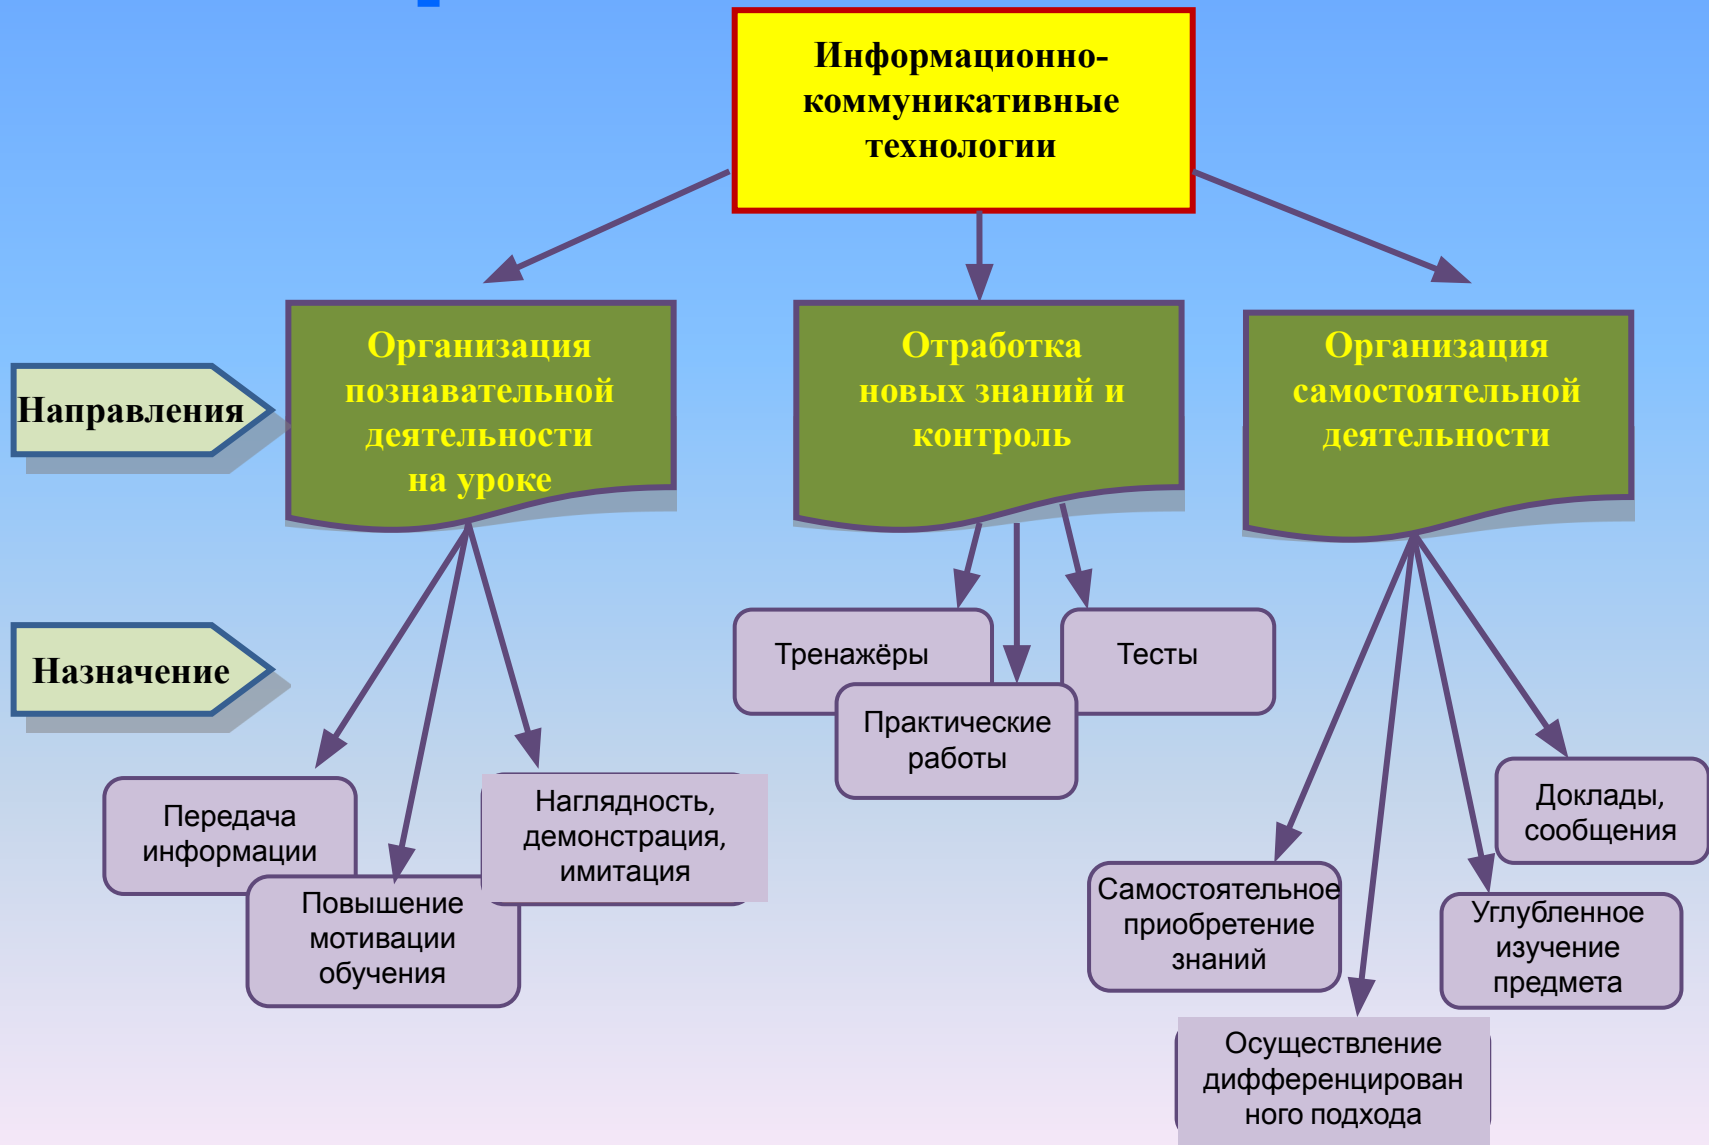 Информационно-
коммуникативные
технологии
Направления
Организация
познавательной
деятельности
на уроке
Отработка
новых знаний и
контроль
Организация
самостоятельной
деятельности
Назначение
Передача
информации
Повышение
мотивации
обучения
Наглядность,
демонстрация,
имитация
Тренажёры
Практические
работы
Тесты
Самостоятельное
приобретение
знаний
Осуществление
дифференцирован
ного подхода
Углубленное
изучение
предмета
Доклады,
сообщения